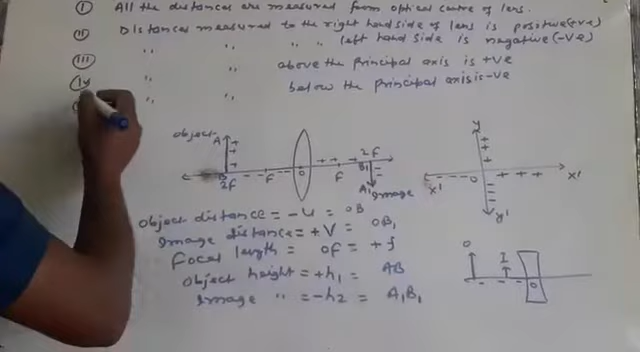 (i) All the distances are measured from optical centre of lens.
(ii) Distances measured to the right hand side of lens is positive (+ve)
" " " " left hand side is negative (-ve)
(iii) " " above the principal axis is +ve
(iv) " " below the principal axis is -ve
object A 2F F O F 2F B1 A1 Image
Y X' O X' Y'
object distance = -u = OB
Image distance = +V = OB1
Focal length = OF = +f
Object height = +h1 = AB
Image " = -h2 = A1B1
O I O